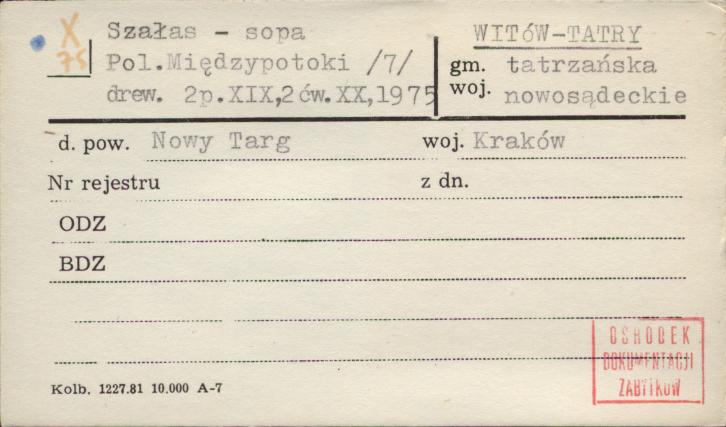 X
75
Szałas - sopa
Pol.Międzypotoki /7/
drew. 2p.XIX,2ćw.XX,1975
WITÓW-TATRY
gm. tatrzańska
woj. nowosądeckie
d. pow. Nowy Targ woj. Kraków
Nr rejestru z dn.
ODZ
BDZ
OŚRODEK
DOKUMENTACJI
ZABYTKÓW
Kolb. 1227.81 10.000 A-7